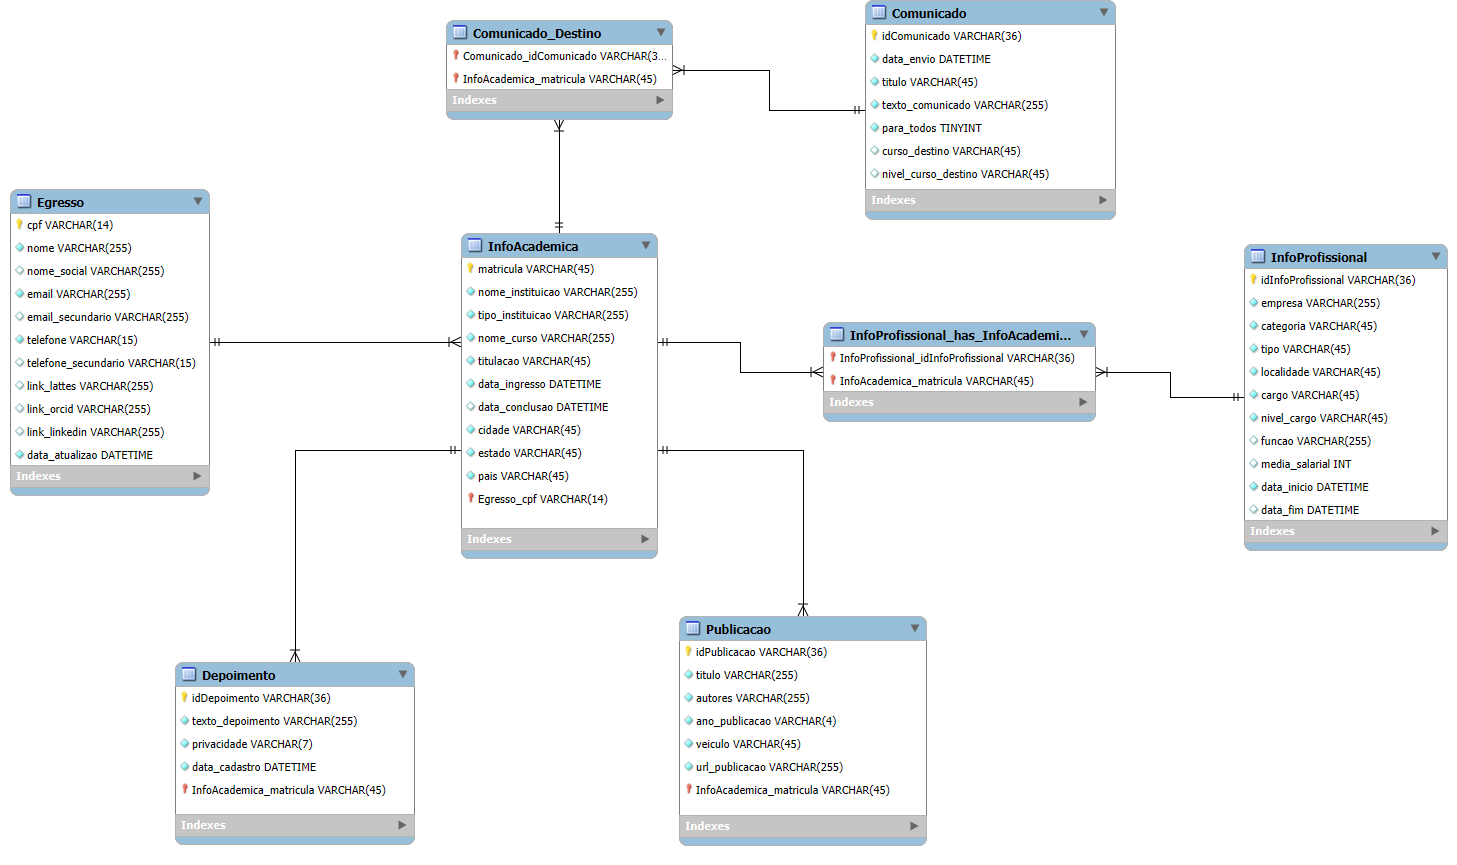 Comunicado_Destino
Comunicado_idComunicado VARCHAR(3...
InfoAcademica_matricula VARCHAR(45)
Indexes
Comunicado
idComunicado VARCHAR(36)
data_envio DATETIME
titulo VARCHAR(45)
texto_comunicado VARCHAR(255)
para_todos TINYINT
curso_destino VARCHAR(45)
nivel_curso_destino VARCHAR(45)
Indexes
Egresso
cpf VARCHAR(14)
nome VARCHAR(255)
nome_social VARCHAR(255)
email VARCHAR(255)
email_secundario VARCHAR(255)
telefone VARCHAR(15)
telefone_secundario VARCHAR(15)
link_lattes VARCHAR(255)
link_orcid VARCHAR(255)
link_linkedin VARCHAR(255)
data_atualizao DATETIME
Indexes
InfoAcademica
matricula VARCHAR(45)
nome_instituicao VARCHAR(255)
tipo_instituicao VARCHAR(255)
nome_curso VARCHAR(255)
titulacao VARCHAR(45)
data_ingresso DATETIME
data_conclusao DATETIME
cidade VARCHAR(45)
estado VARCHAR(45)
pais VARCHAR(45)
Egresso_cpf VARCHAR(14)
Indexes
InfoProfissional_has_InfoAcademi...
InfoProfissional_idInfoProfissional VARCHAR(36)
InfoAcademica_matricula VARCHAR(45)
Indexes
InfoProfissional
idInfoProfissional VARCHAR(36)
empresa VARCHAR(255)
categoria VARCHAR(45)
tipo VARCHAR(45)
localidade VARCHAR(45)
cargo VARCHAR(45)
nivel_cargo VARCHAR(45)
funcao VARCHAR(255)
media_salarial INT
data_inicio DATETIME
data_fim DATETIME
Indexes
Depoimento
idDepoimento VARCHAR(36)
texto_depoimento VARCHAR(255)
privacidade VARCHAR(7)
data_cadastro DATETIME
InfoAcademica_matricula VARCHAR(45)
Indexes
Publicacao
idPublicacao VARCHAR(36)
titulo VARCHAR(255)
autores VARCHAR(255)
ano_publicacao VARCHAR(4)
veiculo VARCHAR(45)
url_publicacao VARCHAR(255)
InfoAcademica_matricula VARCHAR(45)
Indexes